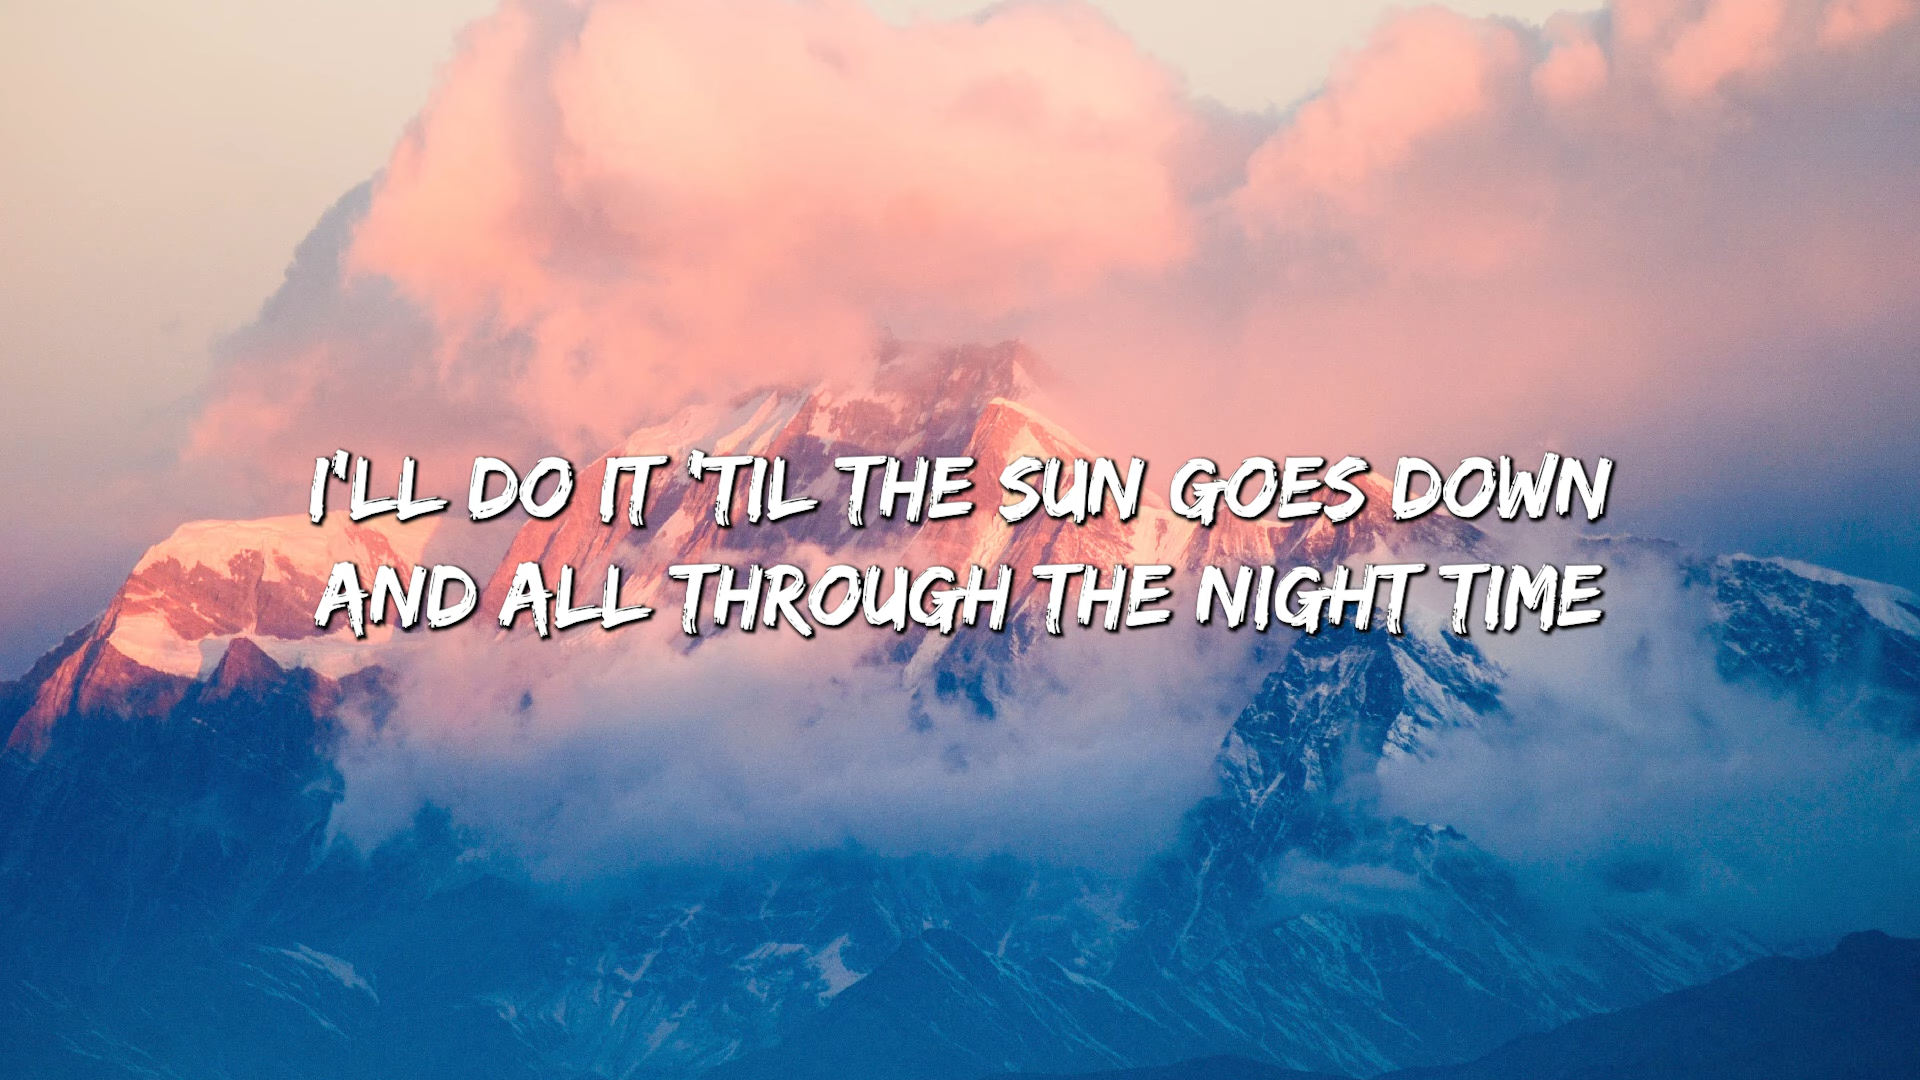 I'LL DO IT 'TIL THE SUN GOES DOWN
AND ALL THROUGH THE NIGHT TIME